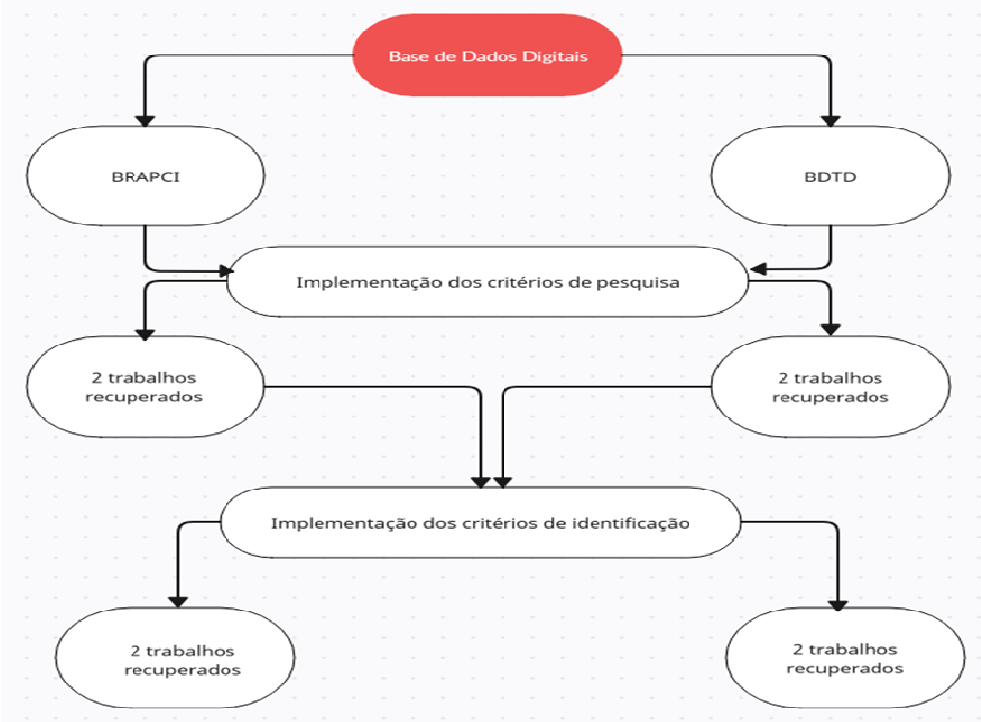 Base de Dados Digitais
BRAPCI
BDTD
Implementação dos critérios de pesquisa
2 trabalhos
recuperados
2 trabalhos
recuperados
Implementação dos critérios de identificação
2 trabalhos
recuperados
2 trabalhos
recuperados